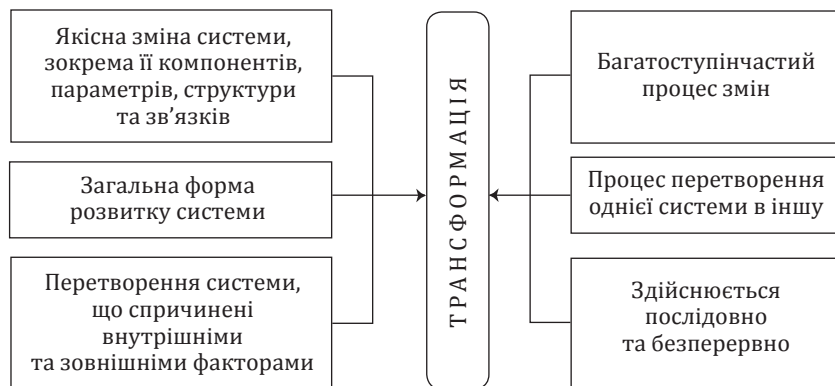 Якісна зміна системи,
зокрема її компонентів,
параметрів, структури
та зв’язків
Загальна форма
розвитку системи
Перетворення системи,
що спричинені
внутрішніми
та зовнішніми факторами
ТРАНСФОРМАЦІЯ
Багатоступінчастий
процес змін
Процес перетворення
однієї системи в іншу
Здійснюється
послідовно
та безперервно